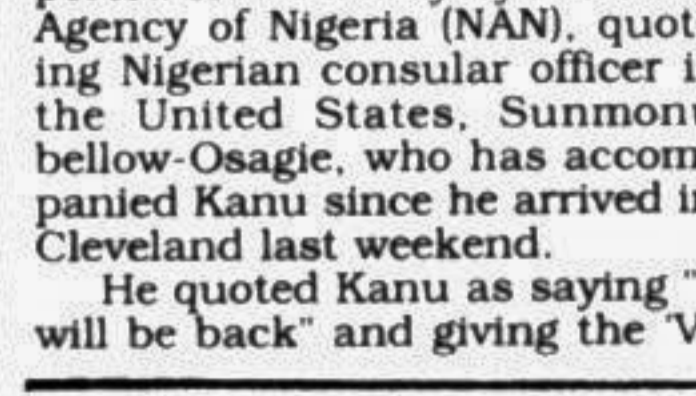 Agency of Nigeria (NAN), quot
ing Nigerian consular officer i
the United States, Sunmon
bellow-Osagie, who has accom
panied Kanu since he arrived i
Cleveland last weekend.
He quoted Kanu as saying "
will be back" and giving the 'V